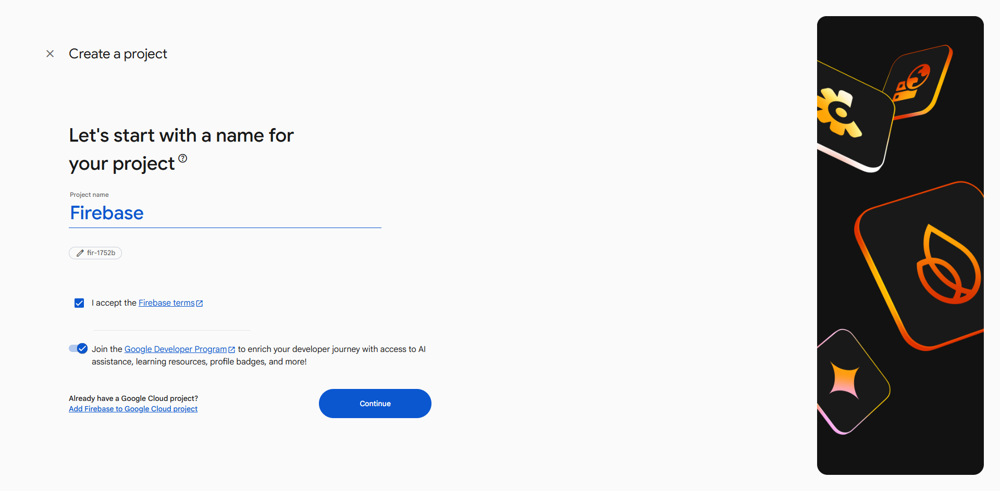 Create a project
Let's start with a name for
your project
Project name
Firebase
fir-1752b
I accept the Firebase terms
Join the Google Developer Program to enrich your developer journey with access to AI
assistance, learning resources, profile badges, and more!
Already have a Google Cloud project?
Add Firebase to Google Cloud project
Continue